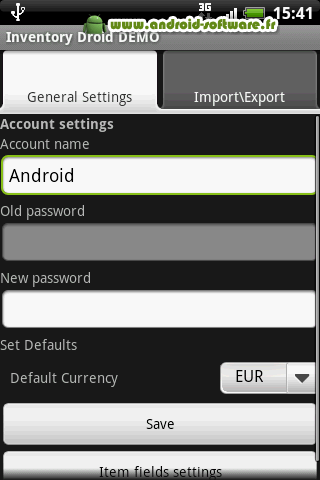 3G 15:41
www.android-software.fr
Inventory Droid DEMO
General Settings Import\Export
Account settings
Account name
Android
Old password
New password
Set Defaults
Default Currency EUR
Save
Item fields settings